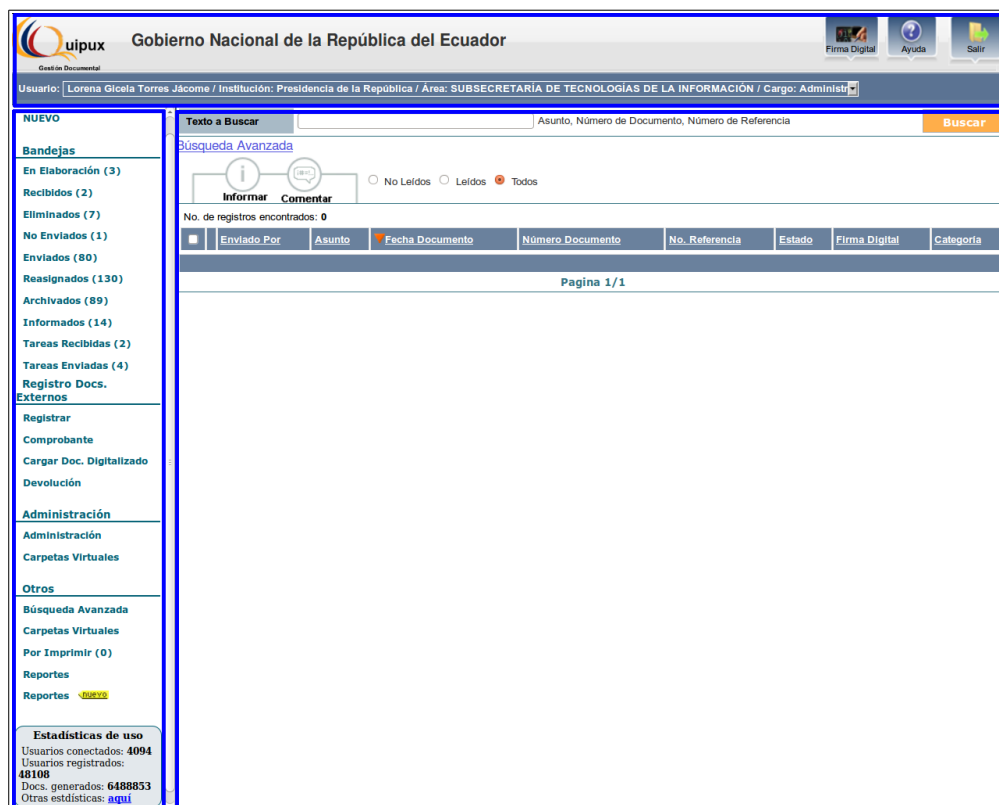 Quipux
Gestión Documental
Gobierno Nacional de la República del Ecuador
Firma Digital
Ayuda
Salir
Usuario: Lorena Gicela Torres Jácome / Institución: Presidencia de la República / Área: SUBSECRETARÍA DE TECNOLOGÍAS DE LA INFORMACIÓN / Cargo: Administr
NUEVO
Bandejas
En Elaboración (3)
Recibidos (2)
Eliminados (7)
No Enviados (1)
Enviados (80)
Reasignados (130)
Archivados (89)
Informados (14)
Tareas Recibidas (2)
Tareas Enviadas (4)
Registro Docs.
Externos
Registrar
Comprobante
Cargar Doc. Digitalizado
Devolución
Administración
Administración
Carpetas Virtuales
Otros
Búsqueda Avanzada
Carpetas Virtuales
Por Imprimir (0)
Reportes
Reportes nuevo
Estadísticas de uso
Usuarios conectados: 4094
Usuarios registrados:
48108
Docs. generados: 6488853
Otras estdísticas: aquí
Texto a Buscar
Asunto, Número de Documento, Número de Referencia
Buscar
Búsqueda Avanzada
Informar
Comentar
No Leídos
Leídos
Todos
No. de registros encontrados: 0
Enviado Por
Asunto
Fecha Documento
Número Documento
No. Referencia
Estado
Firma Digital
Categoria
Pagina 1/1